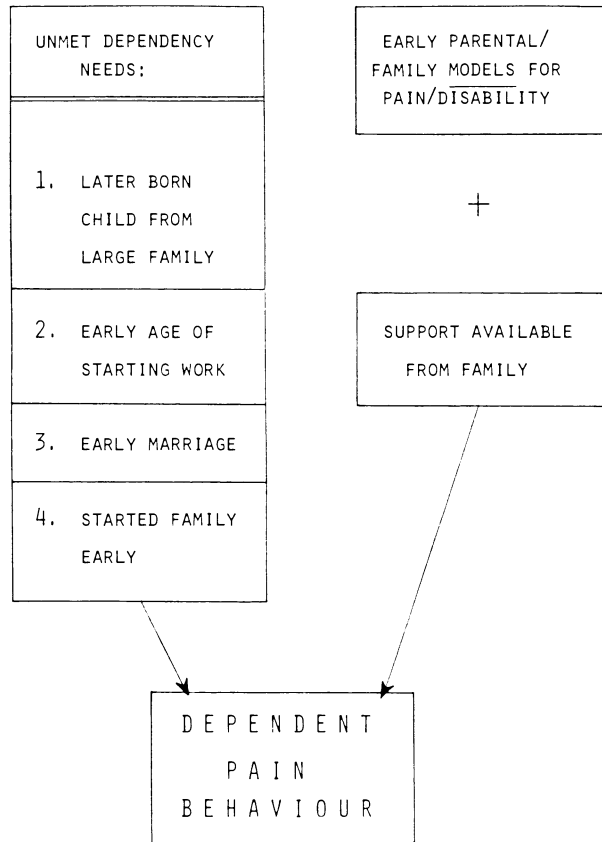 UNMET DEPENDENCY
NEEDS:
1. LATER BORN
CHILD FROM
LARGE FAMILY
2. EARLY AGE OF
STARTING WORK
3. EARLY MARRIAGE
4. STARTED FAMILY
EARLY
EARLY PARENTAL/
FAMILY MODELS FOR
PAIN/DISABILITY
+
SUPPORT AVAILABLE
FROM FAMILY
DEPENDENT
PAIN
BEHAVIOUR